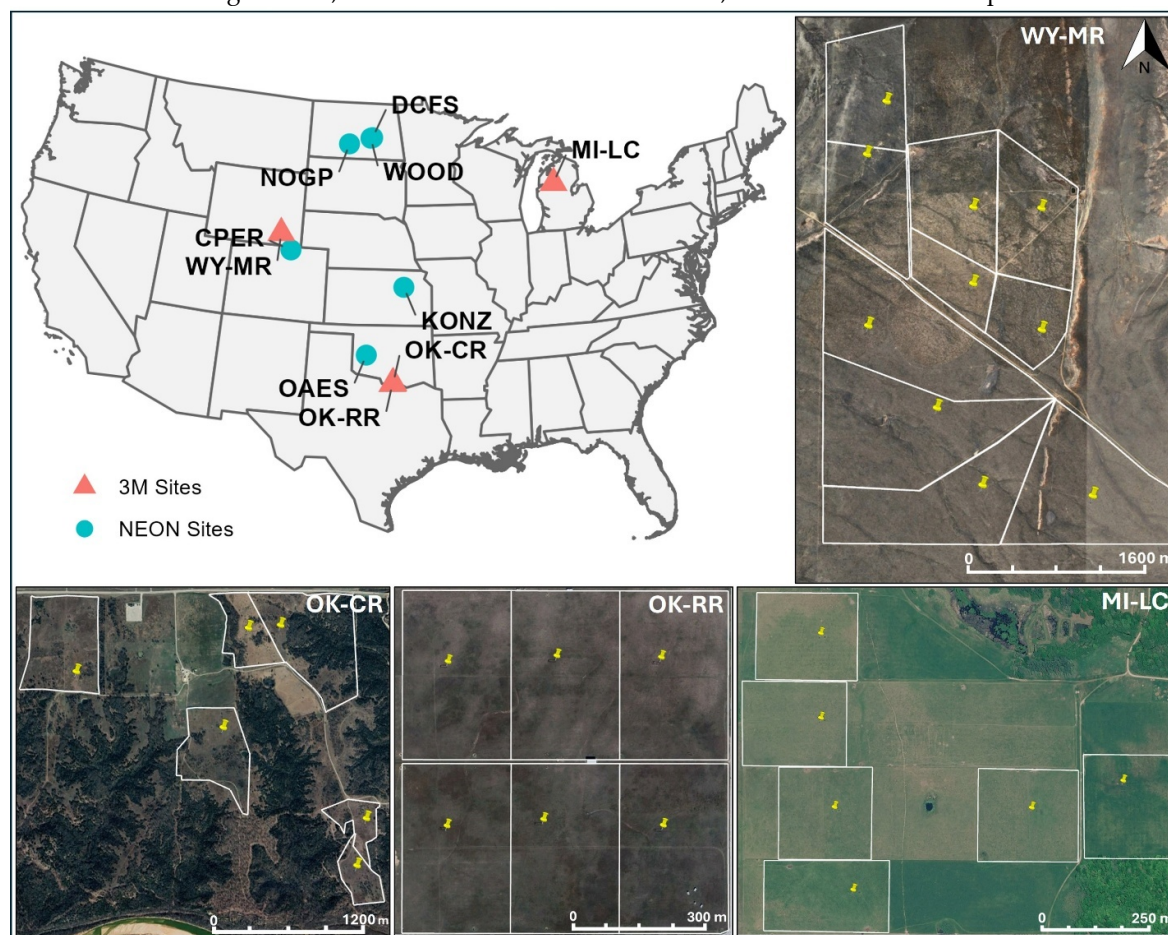 WY-MR
N
DCFS
MI-LC
NOGP
WOOD
CPER
WY-MR
KONZ
OK-CR
OAES
OK-RR
3M Sites
NEON Sites
0 1600 m
OK-CR
OK-RR
MI-LC
0 1200 m
0 300 m
0 250 m